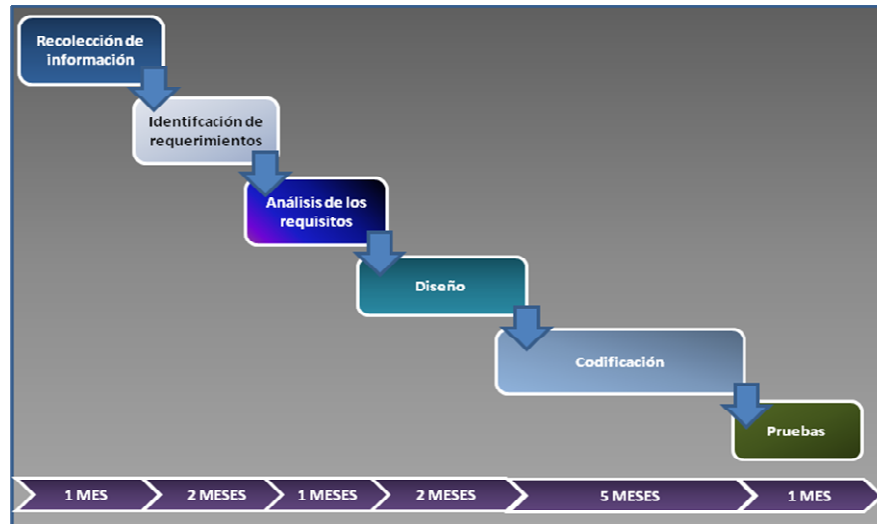 Recolección de
información
Identifcación de
requerimientos
Análisis de los
requisitos
Diseño
Codificación
Pruebas
1 MES
2 MESES
1 MESES
2 MESES
5 MESES
1 MES